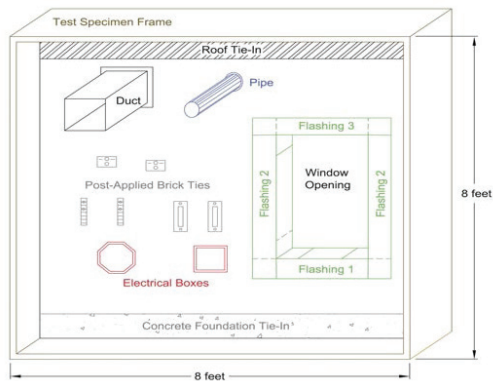 Test Specimen Frame
Roof Tie-In
Duct
Pipe
Flashing 3
Flashing 2
Window
Opening
Flashing 2
8 feet
Post-Applied Brick Ties
Flashing 1
Electrical Boxes
Concrete Foundation Tie-In
8 feet